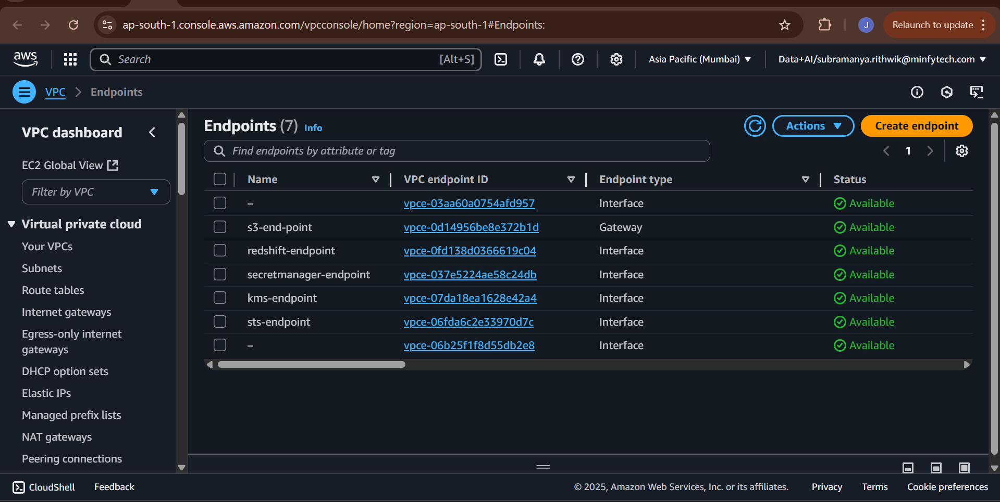 ap-south-1.console.aws.amazon.com/vpcconsole/home?region=ap-south-1#Endpoints:
J
Relaunch to update
aws
Search
[Alt+S]
Asia Pacific (Mumbai)
Data+AI/subramanya.rithwik@minfytech.com
VPC
Endpoints
VPC dashboard
EC2 Global View
Filter by VPC
Virtual private cloud
Your VPCs
Subnets
Route tables
Internet gateways
Egress-only internet
gateways
DHCP option sets
Elastic IPs
Managed prefix lists
NAT gateways
Peering connections
Endpoints (7) Info
Actions
Create endpoint
Find endpoints by attribute or tag
1
Name VPC endpoint ID Endpoint type Status
– vpce-03aa60a0754afd957 Interface Available
s3-end-point vpce-0d14956be8e372b1d Gateway Available
redshift-endpoint vpce-0fd138d0366619c04 Interface Available
secretmanager-endpoint vpce-037e5224ae58c24db Interface Available
kms-endpoint vpce-07da18ea1628e42a4 Interface Available
sts-endpoint vpce-06fda6c2e33970d7c Interface Available
– vpce-06b25f1f8d55db2e8 Interface Available
CloudShell
Feedback
© 2025, Amazon Web Services, Inc. or its affiliates.
Privacy
Terms
Cookie preferences